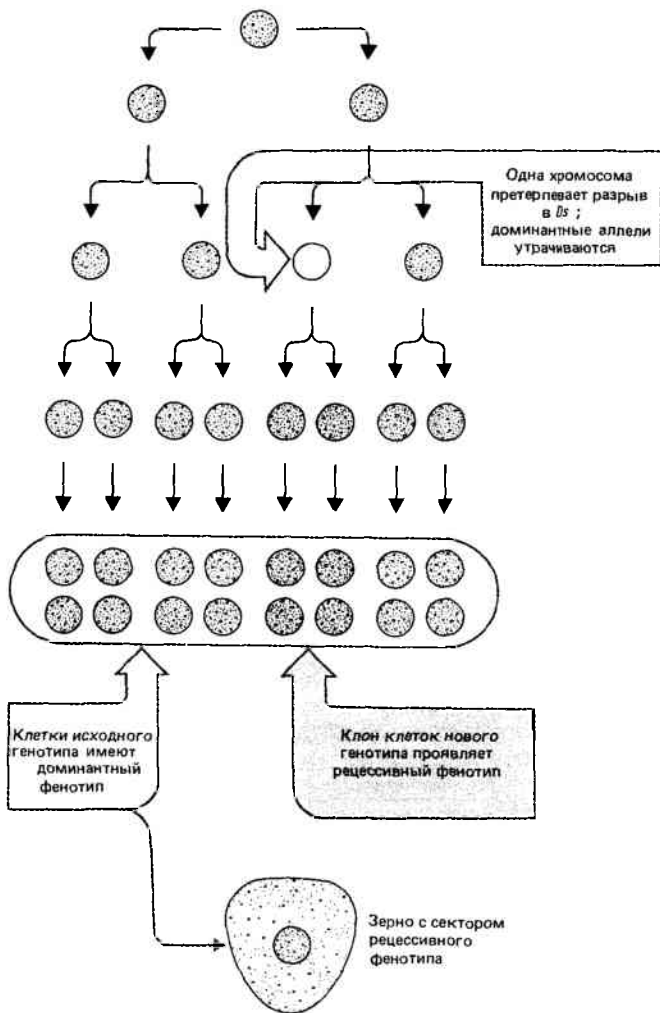 Одна хромосома
претерпевает разрыв
в Ds ;
доминантные аллели
утрачиваются
Клетки исходного
генотипа имеют
доминантный
фенотип
Клон клеток нового
генотипа проявляет
рецессивный фенотип
Зерно с сектором
рецессивного
фенотипа